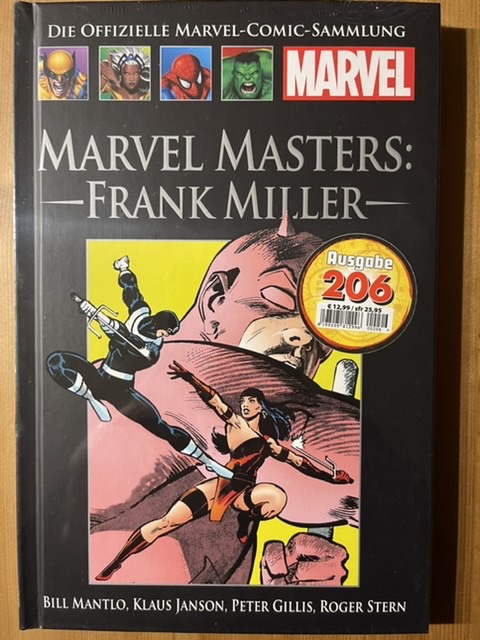 DIE OFFIZIELLE MARVEL-COMIC-SAMMLUNG
MARVEL
MARVEL MASTERS:
FRANK MILLER
Ausgabe
206
€ 12,99 / sfr 25,95
BILL MANTLO, KLAUS JANSON, PETER GILLIS, ROGER STERN